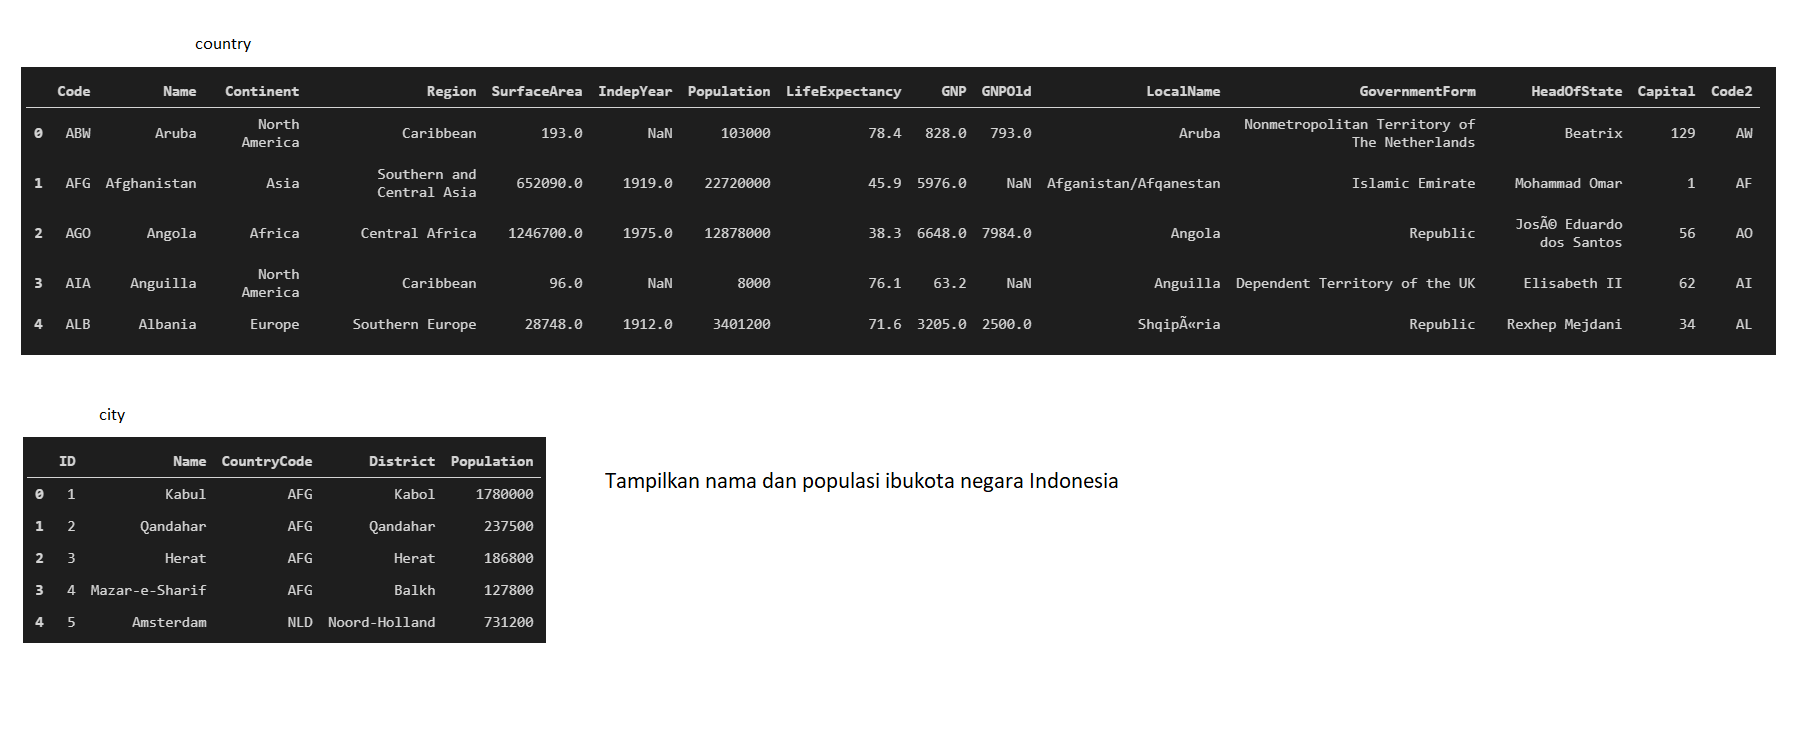 country
Code Name Continent Region SurfaceArea IndepYear Population LifeExpectancy GNP GNPOld LocalName GovernmentForm HeadOfState Capital Code2
0 ABW Aruba North America Caribbean 193.0 NaN 103000 78.4 828.0 793.0 Aruba Nonmetropolitan Territory of The Netherlands Beatrix 129 AW
1 AFG Afghanistan Asia Southern and Central Asia 652090.0 1919.0 22720000 45.9 5976.0 NaN Afganistan/Afqanestan Islamic Emirate Mohammad Omar 1 AF
2 AGO Angola Africa Central Africa 1246700.0 1975.0 12878000 38.3 6648.0 7984.0 Angola Republic JosÃ© Eduardo dos Santos 56 AO
3 AIA Anguilla North America Caribbean 96.0 NaN 8000 76.1 63.2 NaN Anguilla Dependent Territory of the UK Elisabeth II 62 AI
4 ALB Albania Europe Southern Europe 28748.0 1912.0 3401200 71.6 3205.0 2500.0 ShqipÃ«ria Republic Rexhep Mejdani 34 AL
city
ID Name CountryCode District Population
0 1 Kabul AFG Kabol 1780000
1 2 Qandahar AFG Qandahar 237500
2 3 Herat AFG Herat 186800
3 4 Mazar-e-Sharif AFG Balkh 127800
4 5 Amsterdam NLD Noord-Holland 731200
Tampilkan nama dan populasi ibukota negara Indonesia